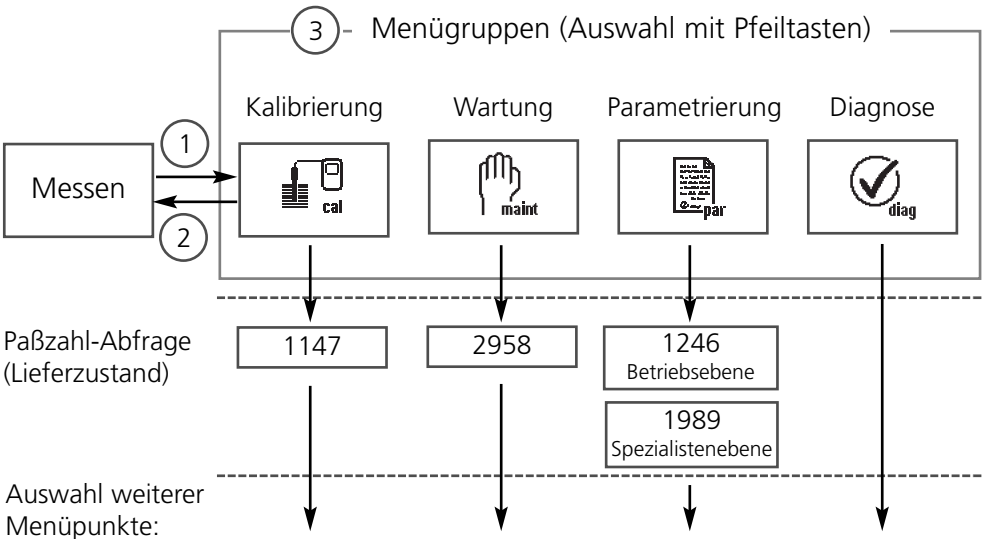 3 Menügruppen (Auswahl mit Pfeiltasten)
Kalibrierung Wartung Parametrierung Diagnose
1
Messen
cal maint par diag
2
Paßzahl-Abfrage
(Lieferzustand)
1147 2958 1246
Betriebsebene
1989
Spezialistenebene
Auswahl weiterer
Menüpunkte: